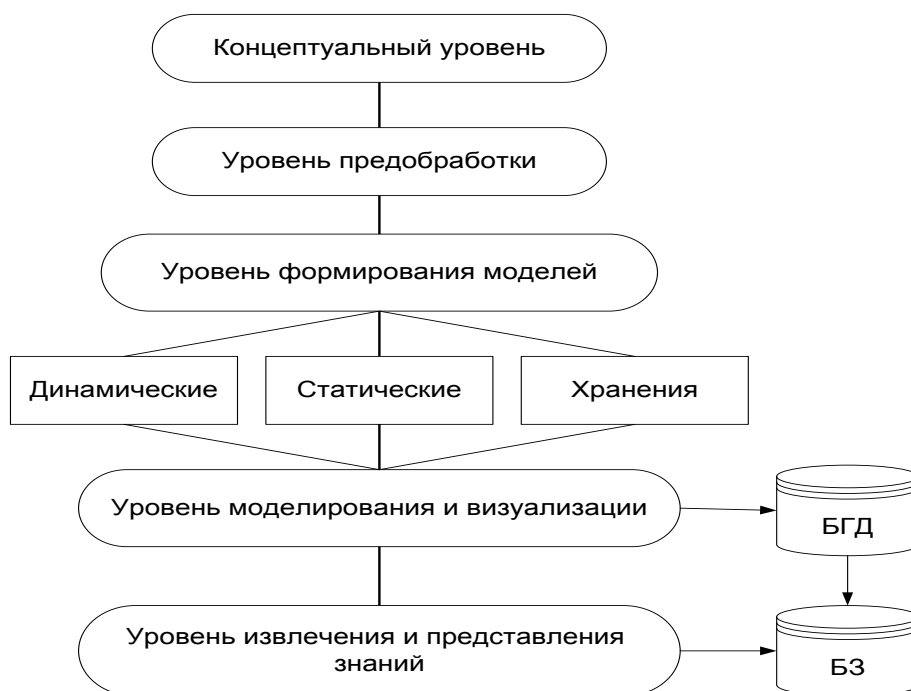 Концептуальный уровень
Уровень предобработки
Уровень формирования моделей
Динамические
Статические
Хранения
Уровень моделирования и визуализации
БГД
Уровень извлечения и представления
знаний
БЗ